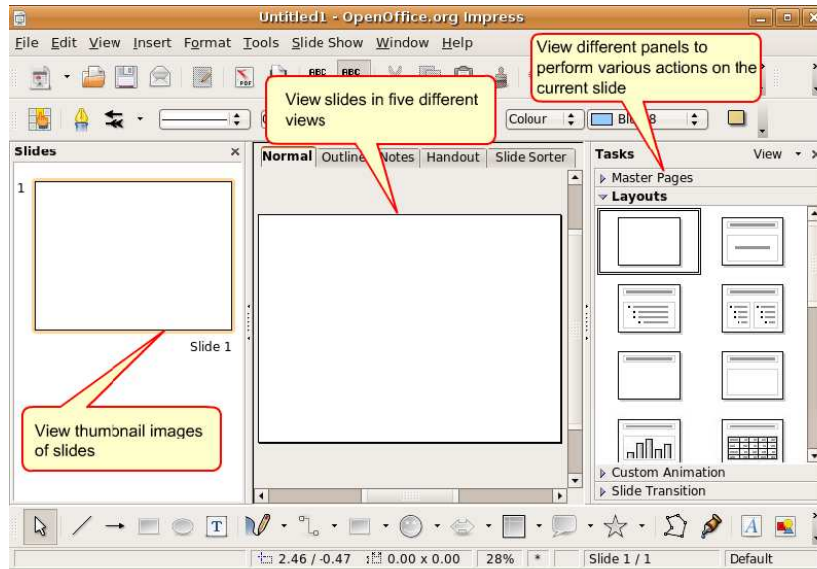 Untitled1 - OpenOffice.org Impress
File Edit View Insert Format Tools Slide Show Window Help
View different panels to
perform various actions on the
current slide
PDF
ABC ABC
View slides in five different
views
Colour
Slides
Normal Outline Notes Handout Slide Sorter
Tasks View
Master Pages
Layouts
1
Slide 1
View thumbnail images
of slides
Custom Animation
Slide Transition
T
A
2.46 / -0.47 0.00 x 0.00 28% * Slide 1 / 1 Default